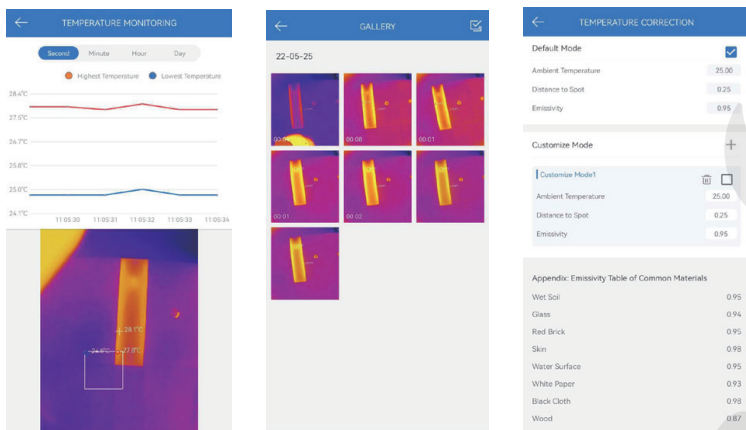 TEMPERATURE MONITORING
Second Minute Hour Day
Highest Temperature Lowest Temperature
28.4°C
27.5°C
26.7°C
25.8°C
25.0°C
24.1°C
11:05:30 11:05:31 11:05:32 11:05:33 11:05:34
28.1°C
24.8°C 27.8°C
GALLERY
22-05-25
00:08 00:01
00:01 00:02
TEMPERATURE CORRECTION
Default Mode
Ambient Temperature 25.00
Distance to Spot 0.25
Emissivity 0.95
Customize Mode
Customize Mode1
Ambient Temperature 25.00
Distance to Spot 0.25
Emissivity 0.95
Appendix: Emissivity Table of Common Materials
Wet Soil 0.95
Glass 0.94
Red Brick 0.95
Skin 0.98
Water Surface 0.95
White Paper 0.93
Black Cloth 0.98
Wood 0.87